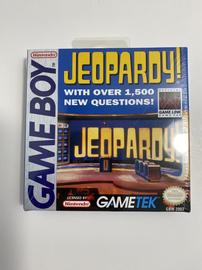 Nintendo
GAME BOY
JEOPARDY!
WITH OVER 1,500
NEW QUESTIONS!
GAME LINK
JEOPARDY!
LICENSED BY
Nintendo
GAMETEK